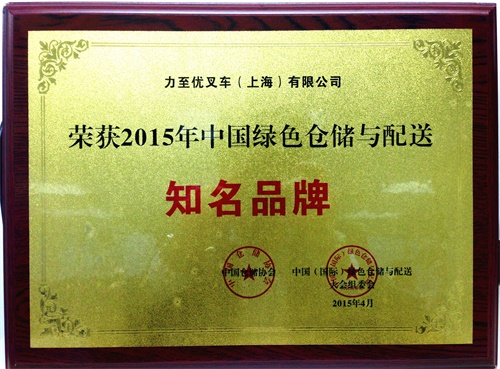 力至优叉车（上海）有限公司
荣获2015年中国绿色仓储与配送
知名品牌
中国仓储协会 中国（国际）绿色仓储与配送
大会组委会
2015年4月